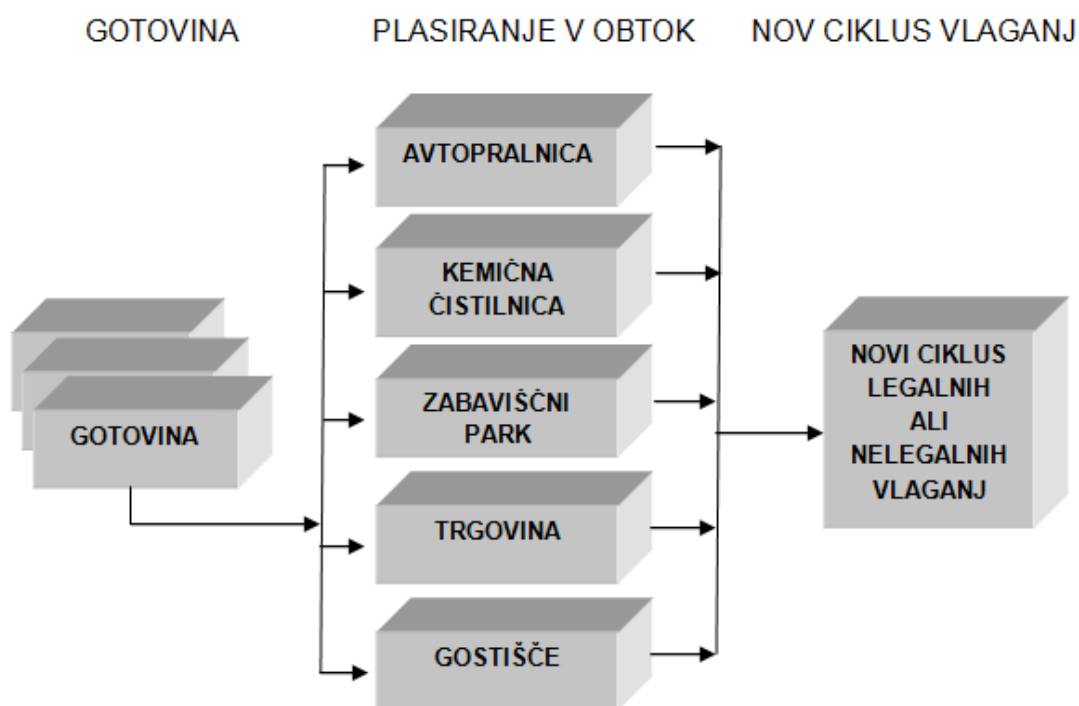 GOTOVINA
PLASIRANJE V OBTOK
NOV CIKLUS VLAGANJ
GOTOVINA
AVTOPRALNICA
KEMIČNA
ČISTILNICA
ZABAVIŠČNI
PARK
TRGOVINA
GOSTIŠČE
NOVI CIKLUS
LEGALNIH
ALI
NELEGALNIH
VLAGANJ